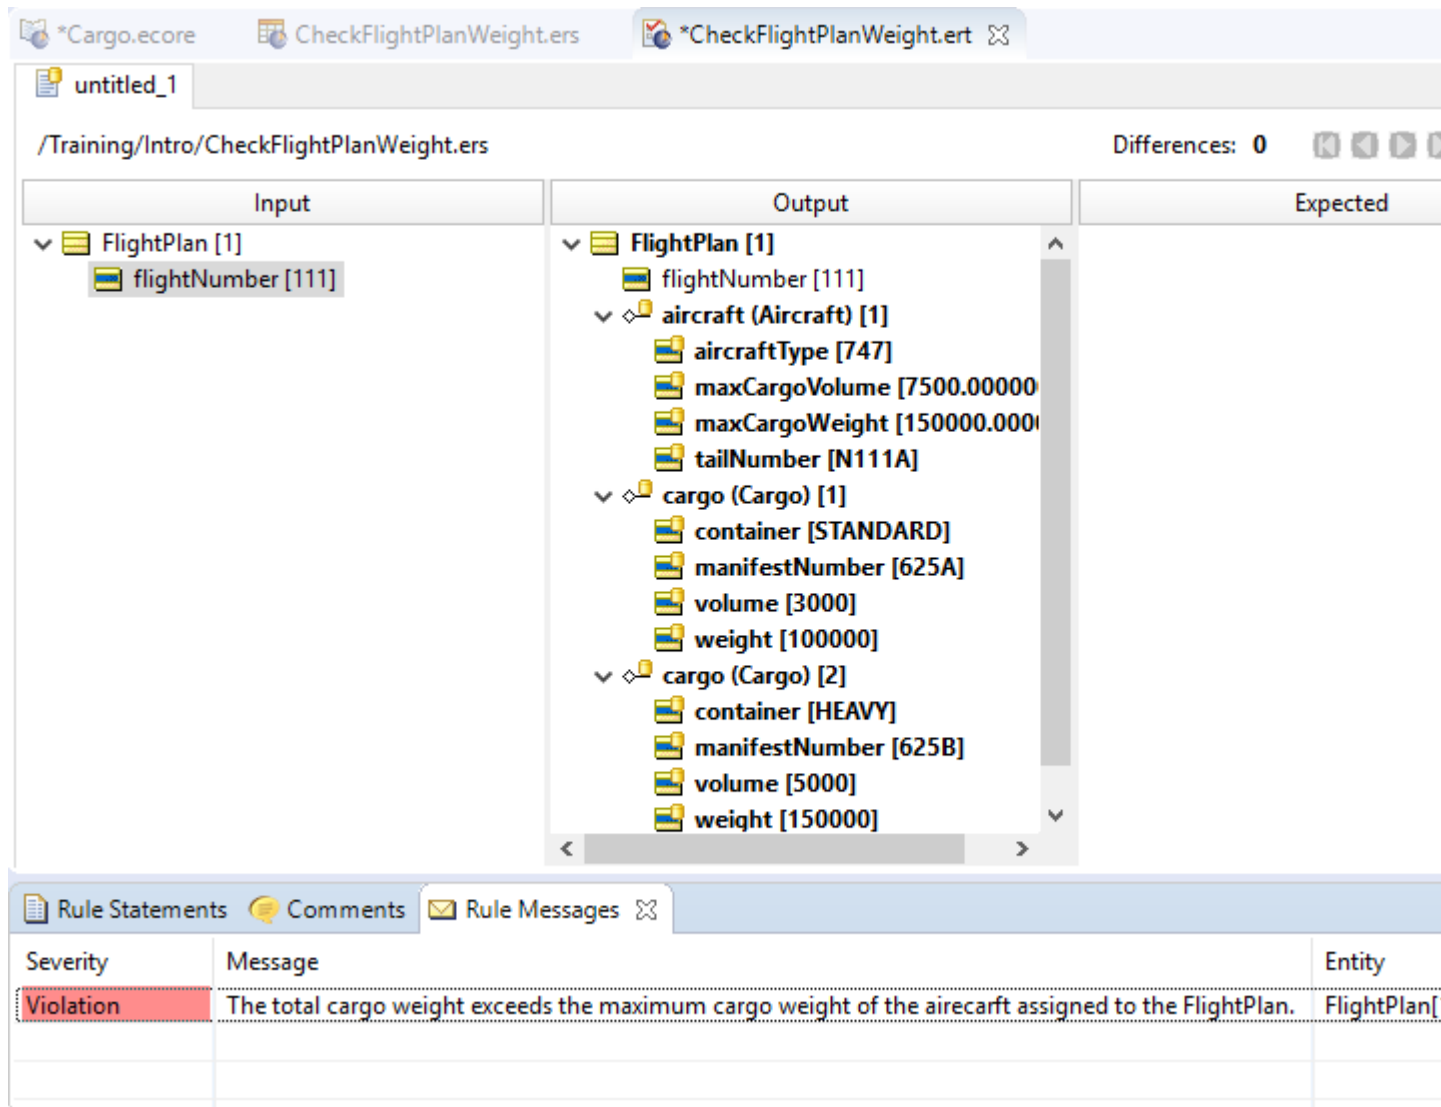 *Cargo.ecore CheckFlightPlanWeight.ers *CheckFlightPlanWeight.ert
untitled_1
/Training/Intro/CheckFlightPlanWeight.ers Differences: 0
Input Output Expected
FlightPlan [1] FlightPlan [1]
flightNumber [111] flightNumber [111]
aircraft (Aircraft) [1]
aircraftType [747]
maxCargoVolume [7500.00000
maxCargoWeight [150000.000
tailNumber [N111A]
cargo (Cargo) [1]
container [STANDARD]
manifestNumber [625A]
volume [3000]
weight [100000]
cargo (Cargo) [2]
container [HEAVY]
manifestNumber [625B]
volume [5000]
weight [150000]
Rule Statements Comments Rule Messages
Severity Message Entity
Violation The total cargo weight exceeds the maximum cargo weight of the airecarft assigned to the FlightPlan. FlightPlan[